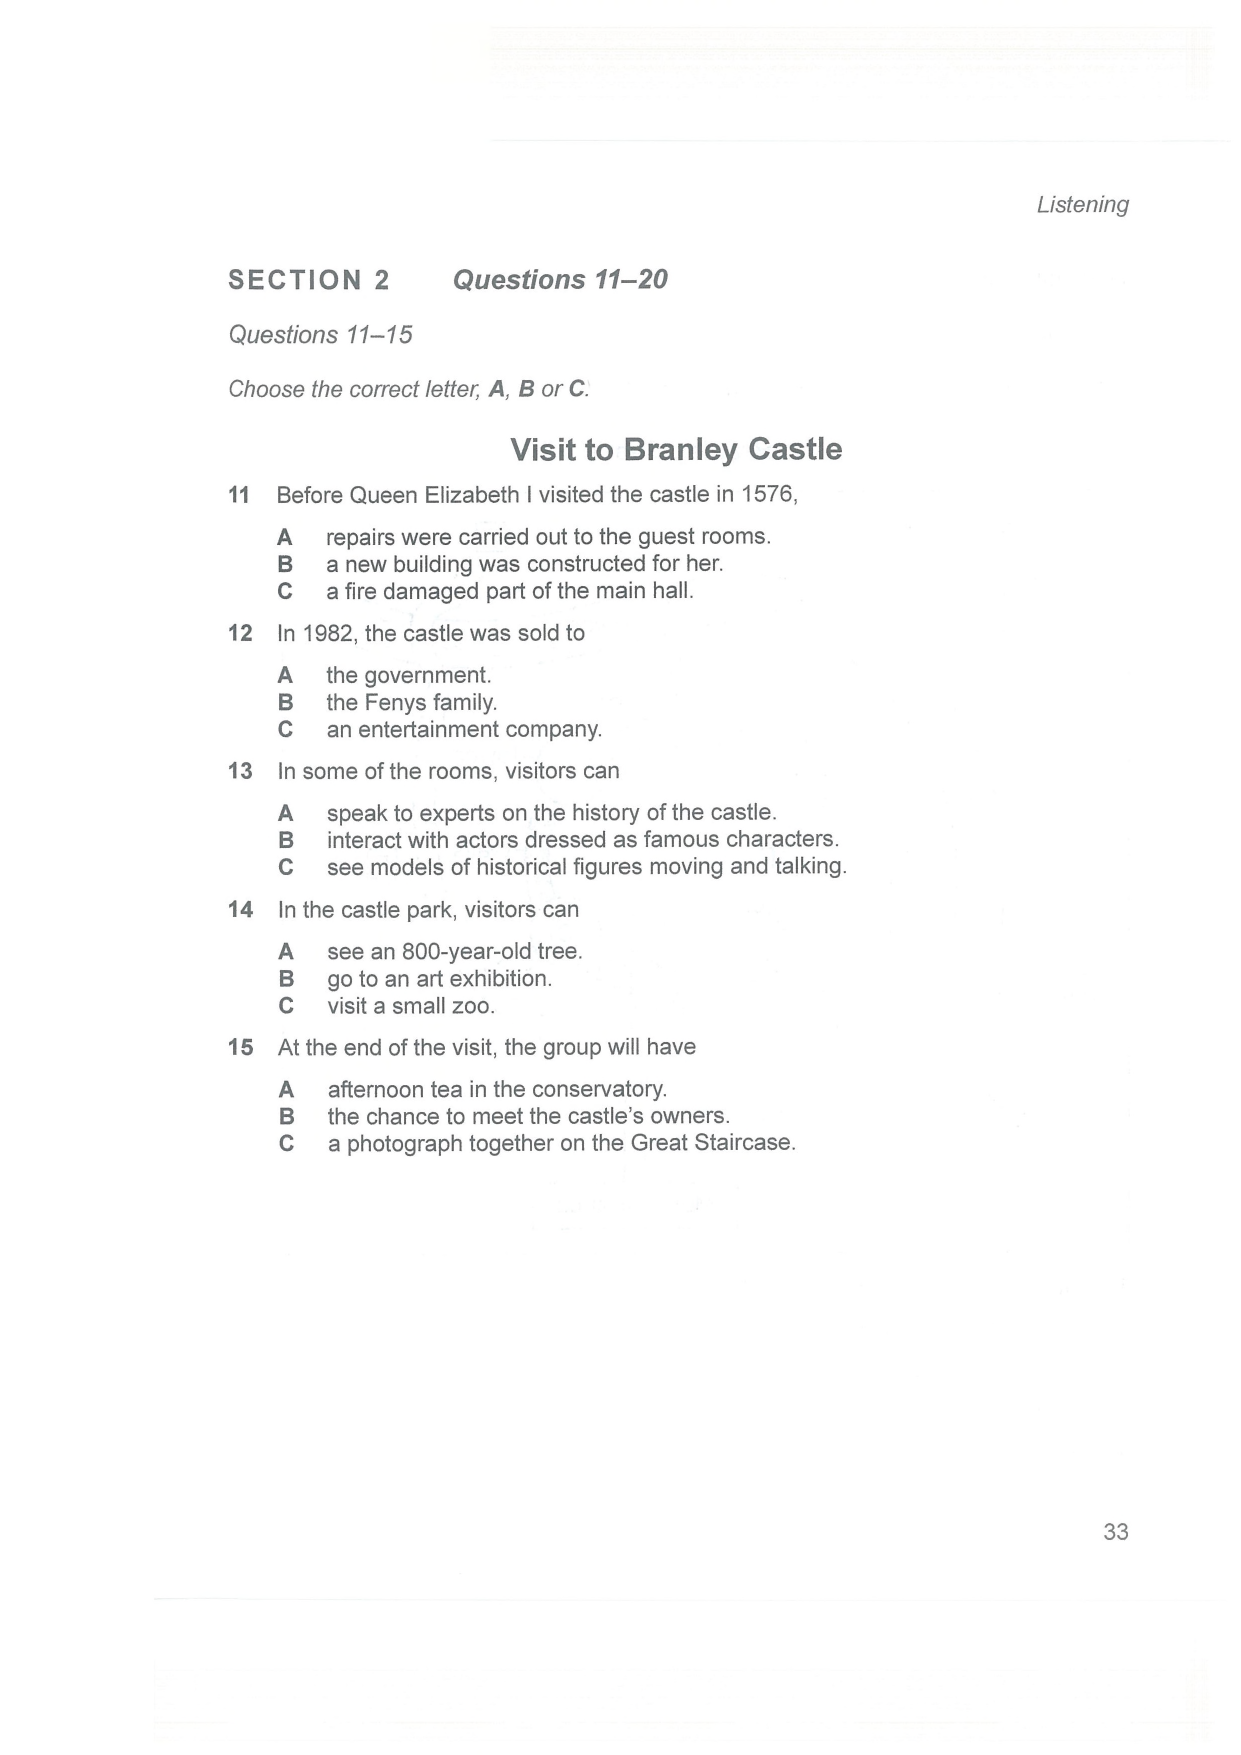 Listening
SECTION 2 Questions 11–20
Questions 11–15
Choose the correct letter, A, B or C.
Visit to Branley Castle
11 Before Queen Elizabeth I visited the castle in 1576,
A repairs were carried out to the guest rooms.
B a new building was constructed for her.
C a fire damaged part of the main hall.
12 In 1982, the castle was sold to
A the government.
B the Fenys family.
C an entertainment company.
13 In some of the rooms, visitors can
A speak to experts on the history of the castle.
B interact with actors dressed as famous characters.
C see models of historical figures moving and talking.
14 In the castle park, visitors can
A see an 800-year-old tree.
B go to an art exhibition.
C visit a small zoo.
15 At the end of the visit, the group will have
A afternoon tea in the conservatory.
B the chance to meet the castle's owners.
C a photograph together on the Great Staircase.
33